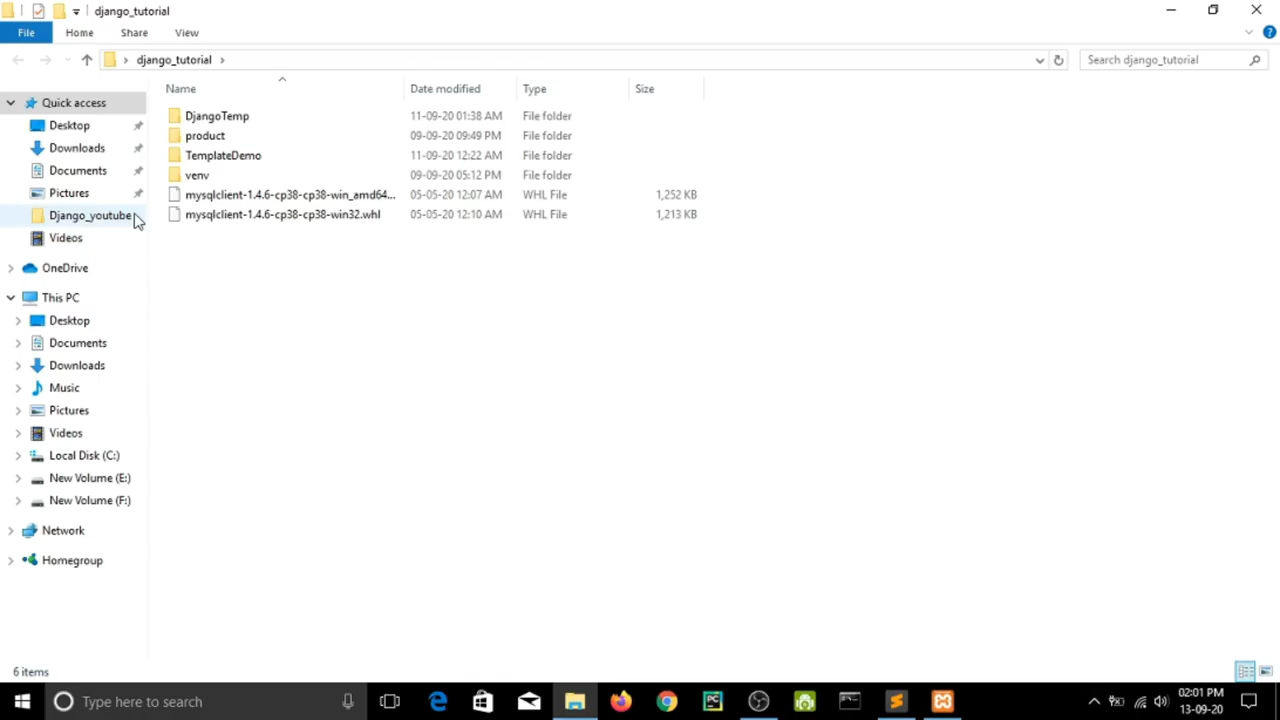 django_tutorial
File Home Share View
django_tutorial Search django_tutorial
Name Date modified Type Size
Quick access
Desktop
Downloads
Documents
Pictures
Django_youtube
Videos
OneDrive
This PC
Desktop
Documents
Downloads
Music
Pictures
Videos
Local Disk (C:)
New Volume (E:)
New Volume (F:)
Network
Homegroup
DjangoTemp 11-09-20 01:38 AM File folder
product 09-09-20 09:49 PM File folder
TemplateDemo 11-09-20 12:22 AM File folder
venv 09-09-20 05:12 PM File folder
mysqlclient-1.4.6-cp38-cp38-win_amd64... 05-05-20 12:07 AM WHL File 1,252 KB
mysqlclient-1.4.6-cp38-cp38-win32.whl 05-05-20 12:10 AM WHL File 1,213 KB
6 items
Type here to search
02:01 PM
13-09-20